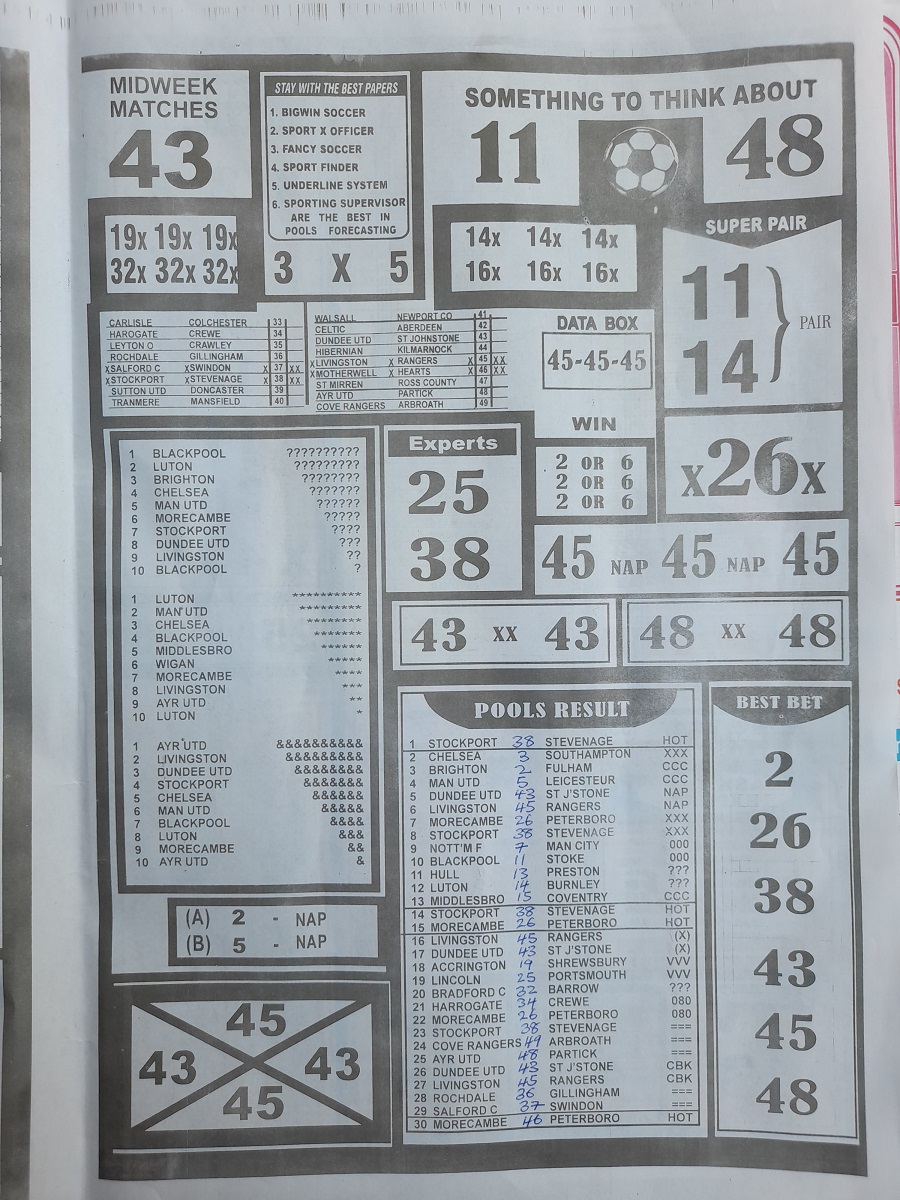 MIDWEEK
MATCHES
43
STAY WITH THE BEST PAPERS
1. BIGWIN SOCCER
2. SPORT X OFFICER
3. FANCY SOCCER
4. SPORT FINDER
5. UNDERLINE SYSTEM
6. SPORTING SUPERVISOR
ARE THE BEST IN
POOLS FORECASTING
3 X 5
SOMETHING TO THINK ABOUT
11 48
19x 19x 19x
32x 32x 32x
14x 14x 14x
16x 16x 16x
SUPER PAIR
11
14
PAIR
CARLISLE COLCHESTER 33
HAROGATE CREWE 34
LEYTON O CRAWLEY 35
ROCHDALE GILLINGHAM 36
XSALFORD C XSWINDON X 37 XX
XSTOCKPORT XSTEVENAGE X 38 XX
SUTTON UTD DONCASTER 39
TRANMERE MANSFIELD 40
WALSALL NEWPORT CO 41
CELTIC ABERDEEN 42
DUNDEE UTD ST JOHNSTONE 43
HIBERNIAN KILMARNOCK 44
XLIVINGSTON X RANGERS X 45 XX
XMOTHERWELL X HEARTS X 46 XX
ST MIRREN ROSS COUNTY 47
AYR UTD PARTICK 48
COVE RANGERS ARBROATH 49
DATA BOX
45-45-45
WIN
2 OR 6
2 OR 6
2 OR 6
x26x
1 BLACKPOOL ??????????
2 LUTON ?????????
3 BRIGHTON ????????
4 CHELSEA ???????
5 MAN UTD ??????
6 MORECAMBE ?????
7 STOCKPORT ????
8 DUNDEE UTD ???
9 LIVINGSTON ??
10 BLACKPOOL ?
1 LUTON **********
2 MAN UTD *********
3 CHELSEA ********
4 BLACKPOOL *******
5 MIDDLESBRO ******
6 WIGAN *****
7 MORECAMBE ****
8 LIVINGSTON ***
9 AYR UTD **
10 LUTON *
1 AYR UTD &&&&&&&&&&
2 LIVINGSTON &&&&&&&&&
3 DUNDEE UTD &&&&&&&&
4 STOCKPORT &&&&&&&
5 CHELSEA &&&&&&
6 MAN UTD &&&&&
7 BLACKPOOL &&&&
8 LUTON &&&
9 MORECAMBE &&
10 AYR UTD &
Experts
25
38
45 NAP 45 NAP 45
43 XX 43
48 XX 48
(A) 2 - NAP
(B) 5 - NAP
45
43 43
45
POOLS RESULT
1 STOCKPORT 38 STEVENAGE HOT
2 CHELSEA 3 SOUTHAMPTON XXX
3 BRIGHTON 2 FULHAM CCC
4 MAN UTD 5 LEICESTEUR CCC
5 DUNDEE UTD 43 ST J'STONE NAP
6 LIVINGSTON 45 RANGERS NAP
7 MORECAMBE 26 PETERBORO XXX
8 STOCKPORT 38 STEVENAGE XXX
9 NOTT'M F 7 MAN CITY 000
10 BLACKPOOL 11 STOKE 000
11 HULL 13 PRESTON ???
12 LUTON 14 BURNLEY ???
13 MIDDLESBRO 15 COVENTRY CCC
14 STOCKPORT 38 STEVENAGE HOT
15 MORECAMBE 26 PETERBORO HOT
16 LIVINGSTON 45 RANGERS (X)
17 DUNDEE UTD 43 ST J'STONE (X)
18 ACCRINGTON 19 SHREWSBURY VVV
19 LINCOLN 25 PORTSMOUTH VVV
20 BRADFORD C 32 BARROW ???
21 HARROGATE 34 CREWE 080
22 MORECAMBE 26 PETERBORO 080
23 STOCKPORT 38 STEVENAGE ===
24 COVE RANGERS 49 ARBROATH ===
25 AYR UTD 48 PARTICK ===
26 DUNDEE UTD 43 ST J'STONE CBK
27 LIVINGSTON 45 RANGERS CBK
28 ROCHDALE 36 GILLINGHAM ===
29 SALFORD C 37 SWINDON ===
30 MORECAMBE 46 PETERBORO HOT
BEST BET
2
26
38
43
45
48